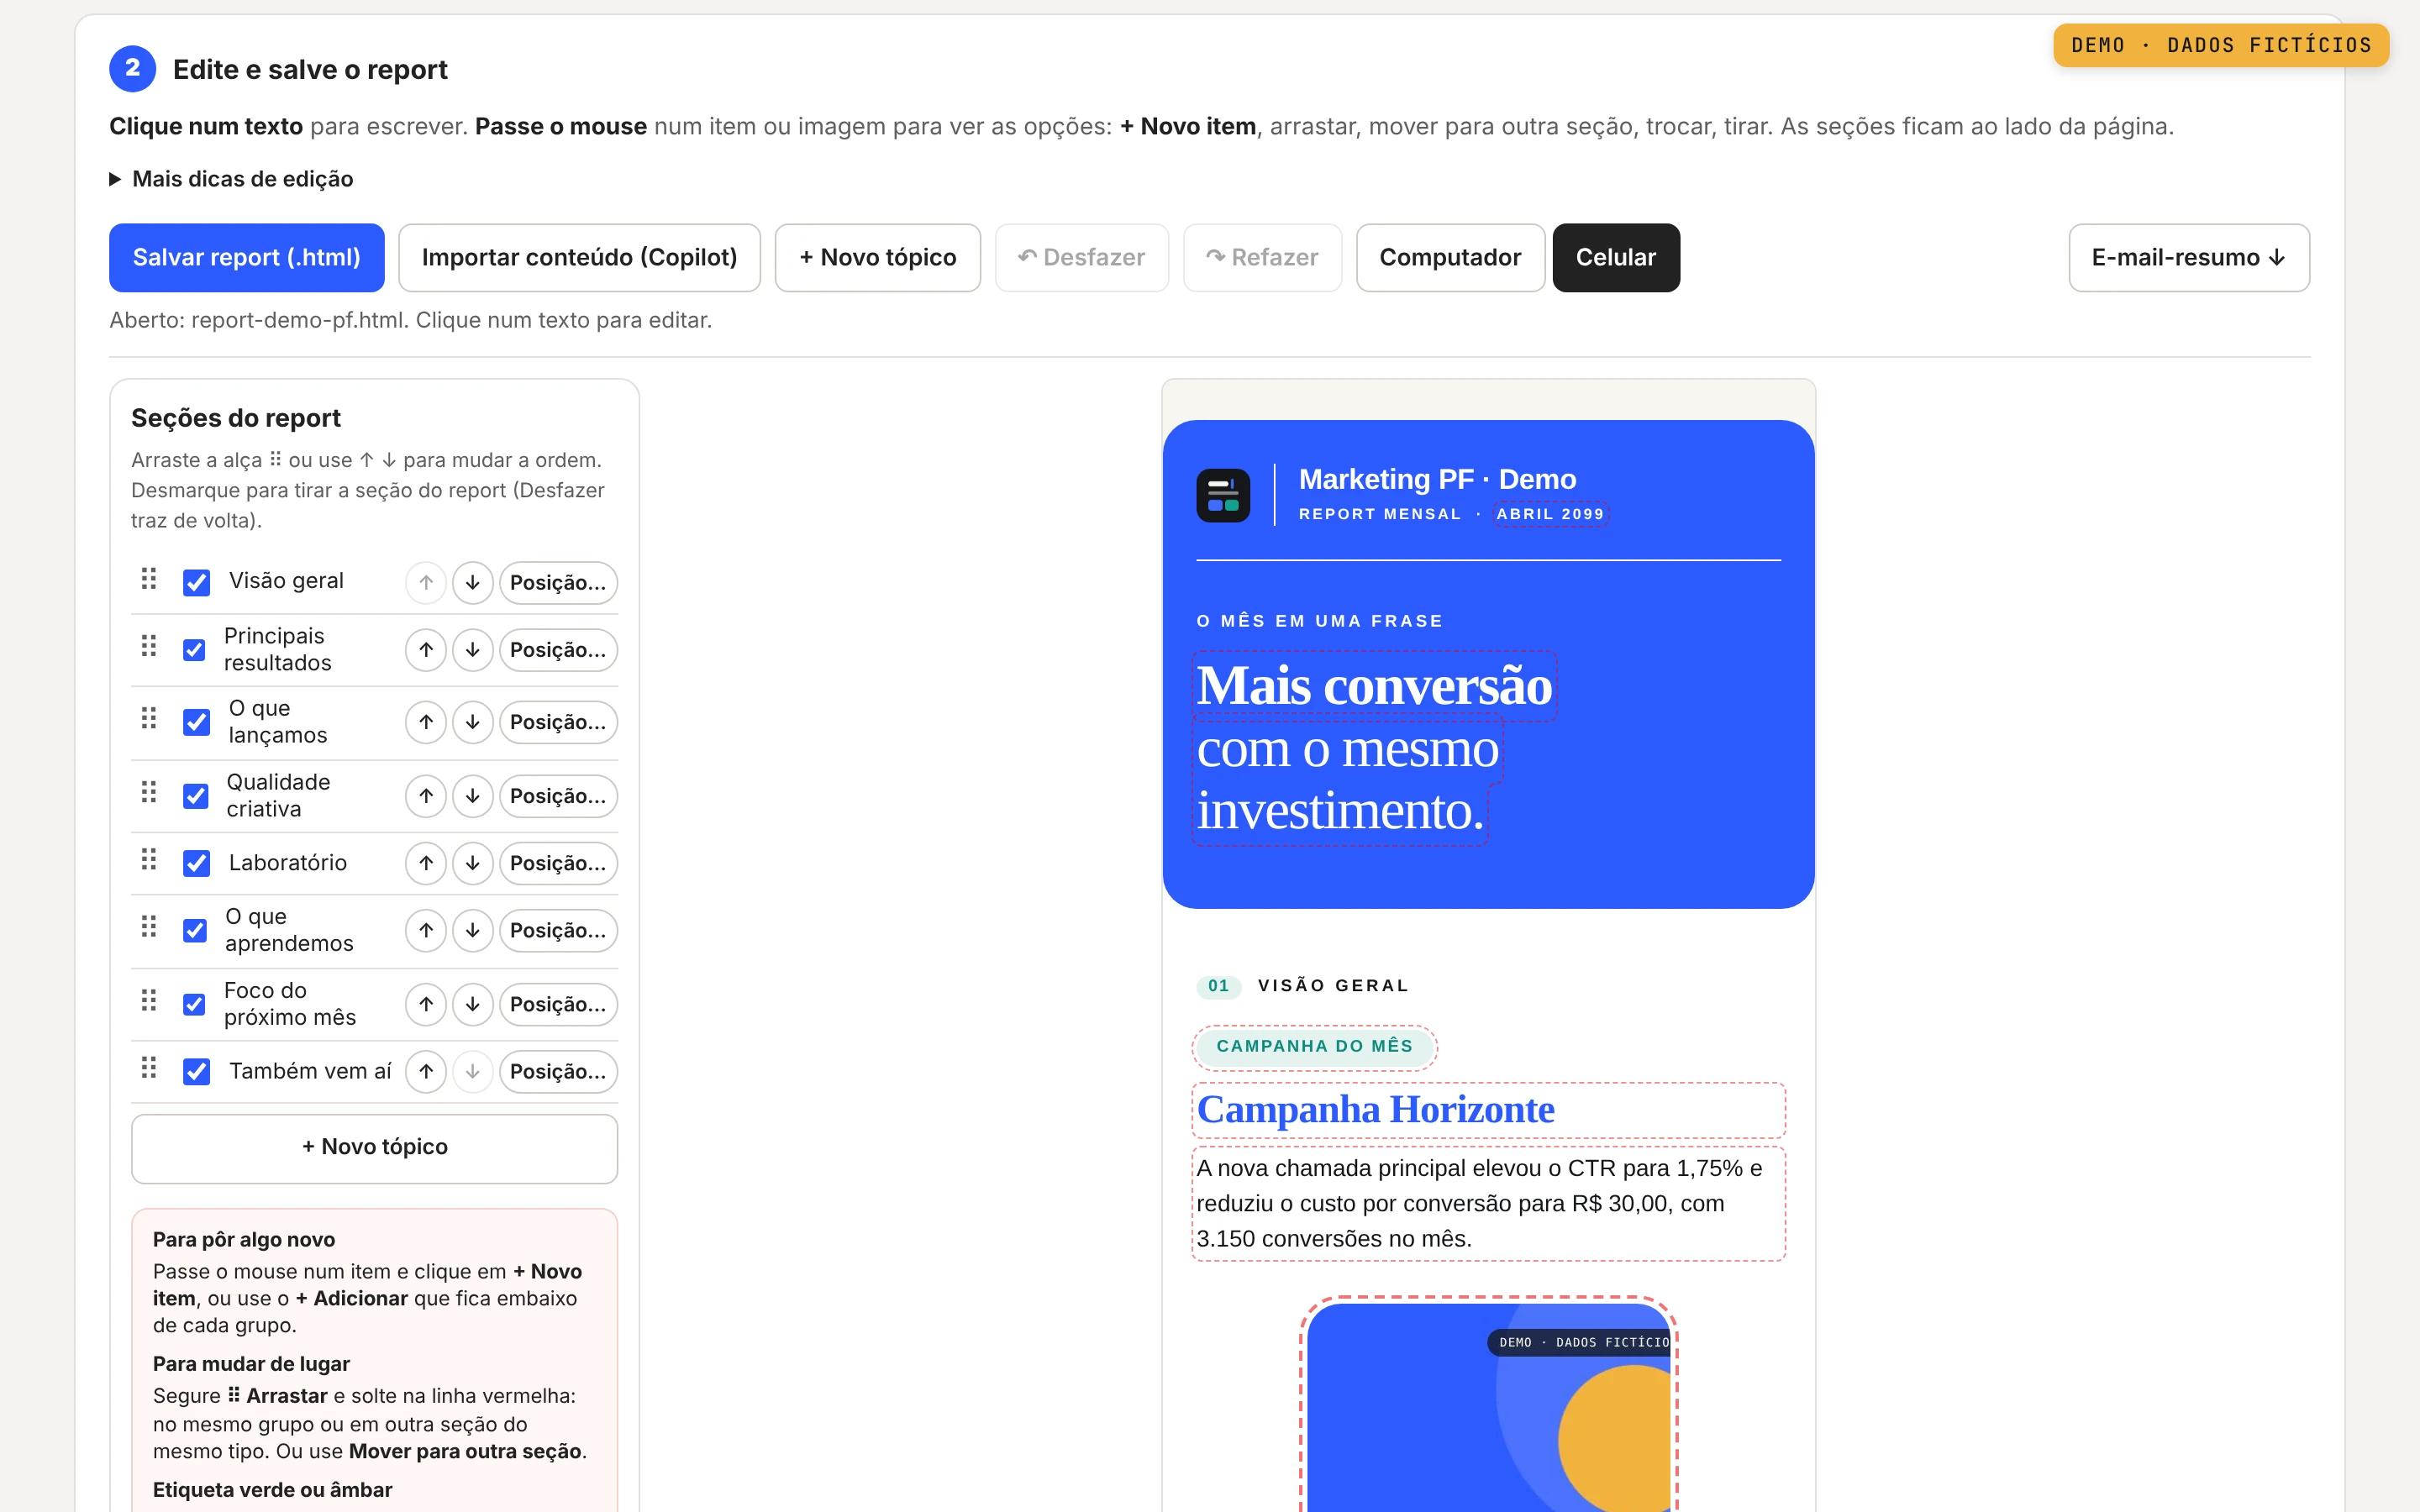 DEMO · DADOS FICTÍCIOS
2 Edite e salve o report
Clique num texto para escrever. Passe o mouse num item ou imagem para ver as opções: + Novo item, arrastar, mover para outra seção, trocar, tirar. As seções ficam ao lado da página.
▶ Mais dicas de edição
Salvar report (.html) Importar conteúdo (Copilot) + Novo tópico ↶ Desfazer ↷ Refazer Computador Celular E-mail-resumo ↓
Aberto: report-demo-pf.html. Clique num texto para editar.
Seções do report
Arraste a alça ⠿ ou use ↑ ↓ para mudar a ordem.
Desmarque para tirar a seção do report (Desfazer
traz de volta).
Visão geral ↑ ↓ Posição...
Principais
resultados ↑ ↓ Posição...
O que
lançamos ↑ ↓ Posição...
Qualidade
criativa ↑ ↓ Posição...
Laboratório ↑ ↓ Posição...
O que
aprendemos ↑ ↓ Posição...
Foco do
próximo mês ↑ ↓ Posição...
Também vem aí ↑ ↓ Posição...
+ Novo tópico
Para pôr algo novo
Passe o mouse num item e clique em + Novo
item, ou use o + Adicionar que fica embaixo
de cada grupo.
Para mudar de lugar
Segure ⠿ Arrastar e solte na linha vermelha:
no mesmo grupo ou em outra seção do
mesmo tipo. Ou use Mover para outra seção.
Etiqueta verde ou âmbar
Marketing PF · Demo
REPORT MENSAL · ABRIL 2099
O MÊS EM UMA FRASE
Mais conversão
com o mesmo
investimento.
01 VISÃO GERAL
CAMPANHA DO MÊS
Campanha Horizonte
A nova chamada principal elevou o CTR para 1,75% e
reduziu o custo por conversão para R$ 30,00, com
3.150 conversões no mês.
DEMO · DADOS FICTÍCIO